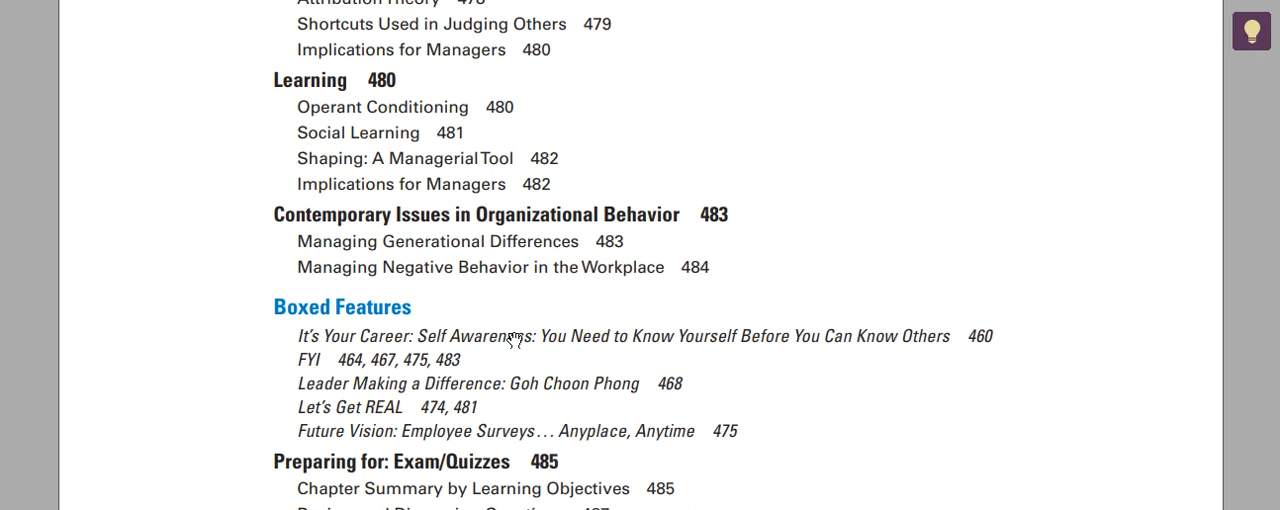 Attribution Theory 478
Shortcuts Used in Judging Others 479
Implications for Managers 480
Learning 480
Operant Conditioning 480
Social Learning 481
Shaping: A Managerial Tool 482
Implications for Managers 482
Contemporary Issues in Organizational Behavior 483
Managing Generational Differences 483
Managing Negative Behavior in the Workplace 484
Boxed Features
It's Your Career: Self Awareness: You Need to Know Yourself Before You Can Know Others 460
FYI 464, 467, 475, 483
Leader Making a Difference: Goh Choon Phong 468
Let's Get REAL 474, 481
Future Vision: Employee Surveys… Anyplace, Anytime 475
Preparing for: Exam/Quizzes 485
Chapter Summary by Learning Objectives 485